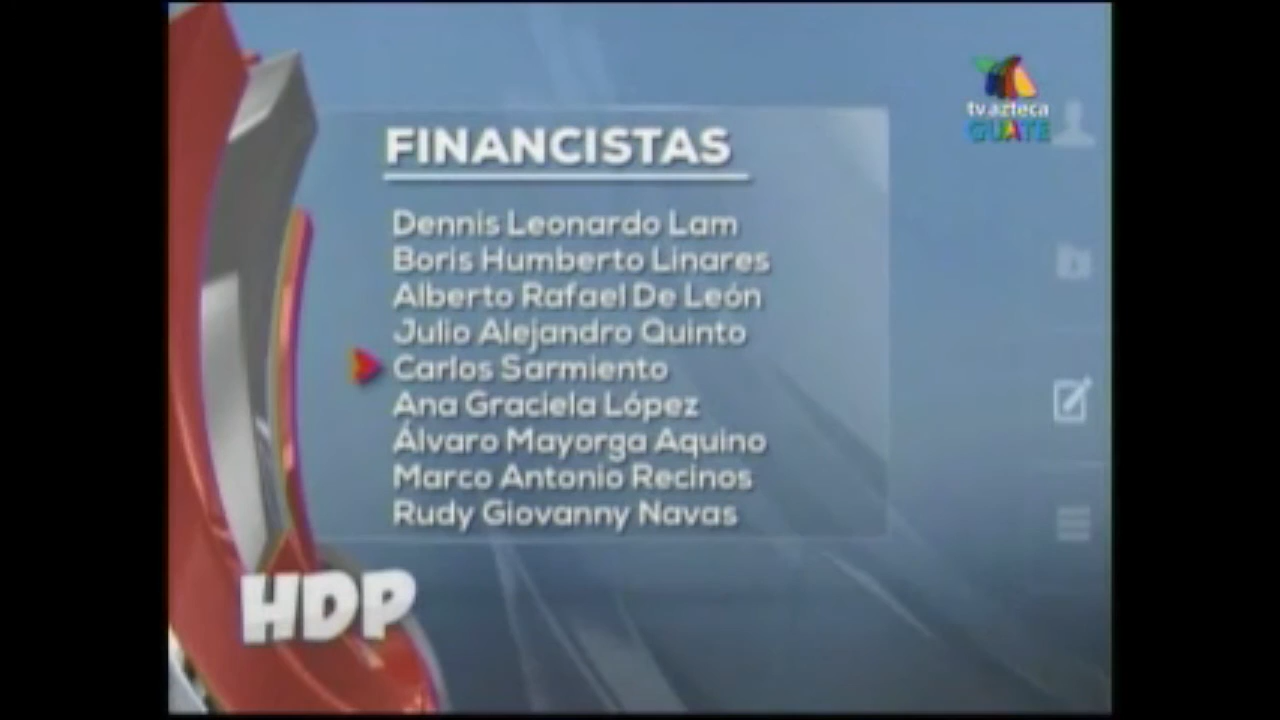 FINANCISTAS
tv azteca
GUATE
Dennis Leonardo Lam
Boris Humberto Linares
Alberto Rafael De León
Julio Alejandro Quinto
Carlos Sarmiento
Ana Graciela López
Álvaro Mayorga Aquino
Marco Antonio Recinos
Rudy Giovanny Navas
HDP